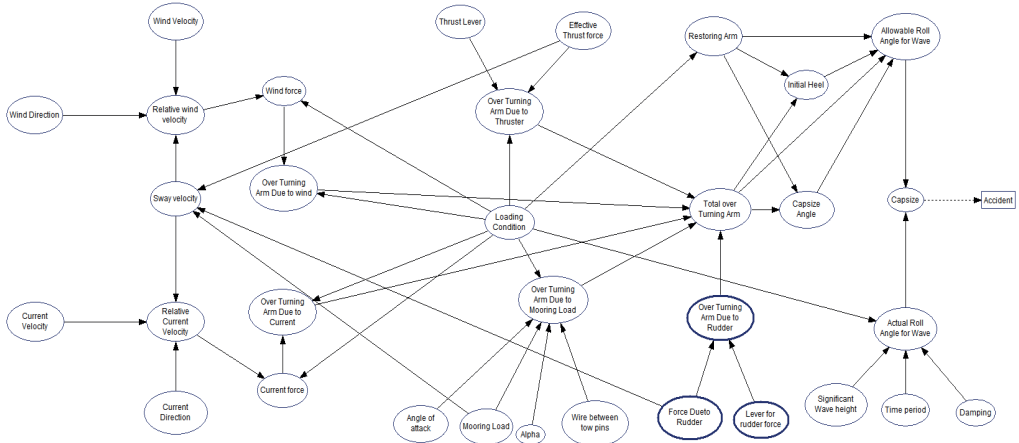 Wind Velocity
Thrust Lever
Effective
Thrust force
Restoring Arm
Allowable Roll
Angle for Wave
Wind Direction
Relative wind
velocity
Wind force
Over Turning
Arm Due to
Thruster
Initial Heel
Sway velocity
Over Turning
Arm Due to wind
Loading
Condition
Total over
Turning Arm
Capsize
Angle
Capsize
Accident
Current
Velocity
Relative
Current
Velocity
Over Turning
Arm Due to
Current
Over Turning
Arm Due to
Mooring Load
Over Turning
Arm Due to
Rudder
Actual Roll
Angle for Wave
Current
Direction
Current force
Angle of
attack
Mooring Load
Alpha
Wire between
tow pins
Force Dueto
Rudder
Lever for
rudder force
Significant
Wave height
Time period
Damping